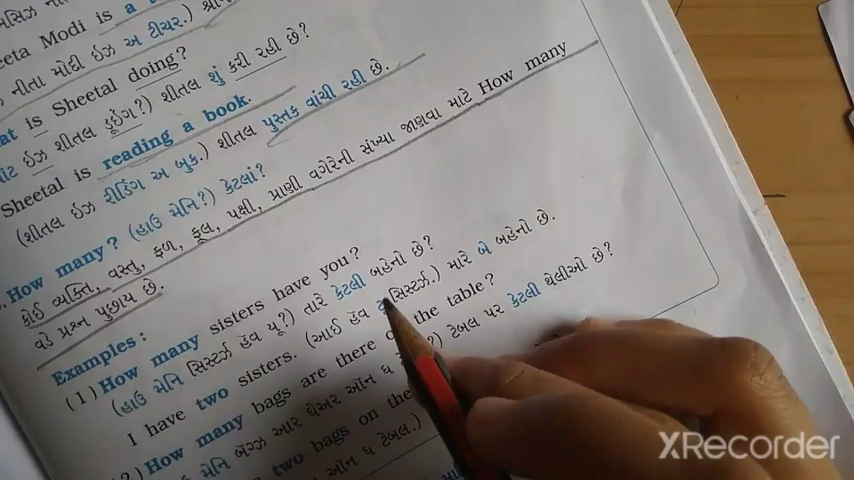 eeta Modi is a
નીતા મોદી ઇઝ અ ટીચર.)
at is Sheetal doing?
ઇઝ શીતલ ડૂઇંગ?) શીતલ શું કરી રહી છે?
Sheetal is reading a book.
(શીતલ ઇઝ રીડિંગ અ બુક.) શીતલ પુસ્તક વાંચી રહી છે.
How many? (હાઉ મેનિ?) કેટલાં?
કોઈ વ્યક્તિ, વસ્તુ, ફળ, ફૂલ, પક્ષી, પ્રાણી વગેરેની સંખ્યા જાણવા માટે How many
વડે પ્રશ્ન પુછાય છે.
Examples :
(1) How many sisters have you?
(હાઉ મેનિ સિસ્ટર્ઝ હૅવ યૂ?) તારે કેટલી બહેનો છે?
I have two sisters. (આઈ હૅવ ટૂ સિસ્ટર્ઝ.) મારે બે બહેનો છે.
How many bags are there on the table?
મેનિ બૅગ્ઝ આર ધેઅર ઑન ધ ?) ટેબલ પર કેટલી થેલીઓ છે?
two bags on the
ઑન ધ ટેબલ.)
XRecorder